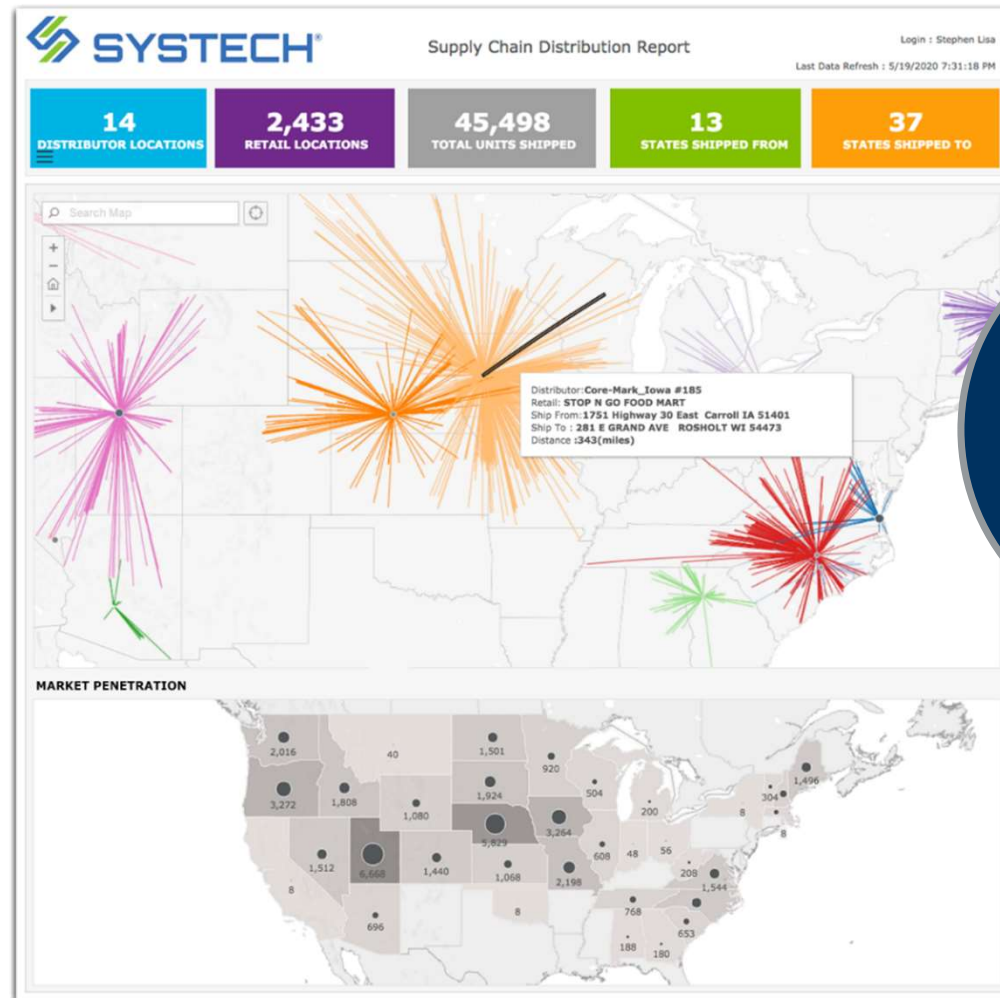 SYSTECH®
Supply Chain Distribution Report
Login : Stephen Lisa
Last Data Refresh : 5/19/2020 7:31:18 PM
14
DISTRIBUTOR LOCATIONS
2,433
RETAIL LOCATIONS
45,498
TOTAL UNITS SHIPPED
13
STATES SHIPPED FROM
37
STATES SHIPPED TO
Search Map
Distributor:Core-Mark_Iowa #185
Retail: STOP N GO FOOD MART
Ship From:1751 Highway 30 East Carroll IA 51401
Ship To : 281 E GRAND AVE ROSHOLT WI 54473
Distance :343(miles)
MARKET PENETRATION
2,016
40
1,501
920
504
200
304
1,496
8
8
3,272
1,808
1,080
1,924
5,829
3,264
608
48
56
208
1,544
1,512
6,668
1,440
1,068
2,198
8
696
8
768
653
188
180